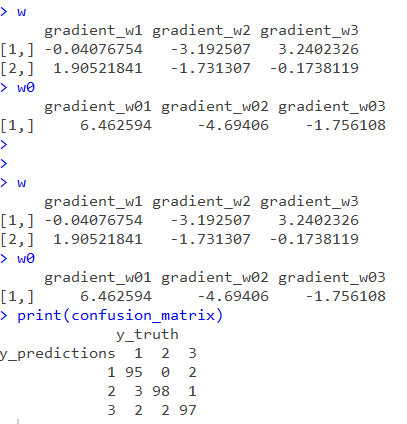 > w
     gradient_w1 gradient_w2 gradient_w3
[1,] -0.04076754   -3.192507   3.2402326
[2,]  1.90521841   -1.731307  -0.1738119
> w0
     gradient_w01 gradient_w02 gradient_w03
[1,]     6.462594     -4.69406    -1.756108
>
>
> w
     gradient_w1 gradient_w2 gradient_w3
[1,] -0.04076754   -3.192507   3.2402326
[2,]  1.90521841   -1.731307  -0.1738119
> w0
     gradient_w01 gradient_w02 gradient_w03
[1,]     6.462594     -4.69406    -1.756108
> print(confusion_matrix)
             y_truth
y_predictions  1  2  3
            1 95  0  2
            2  3 98  1
            3  2  2 97